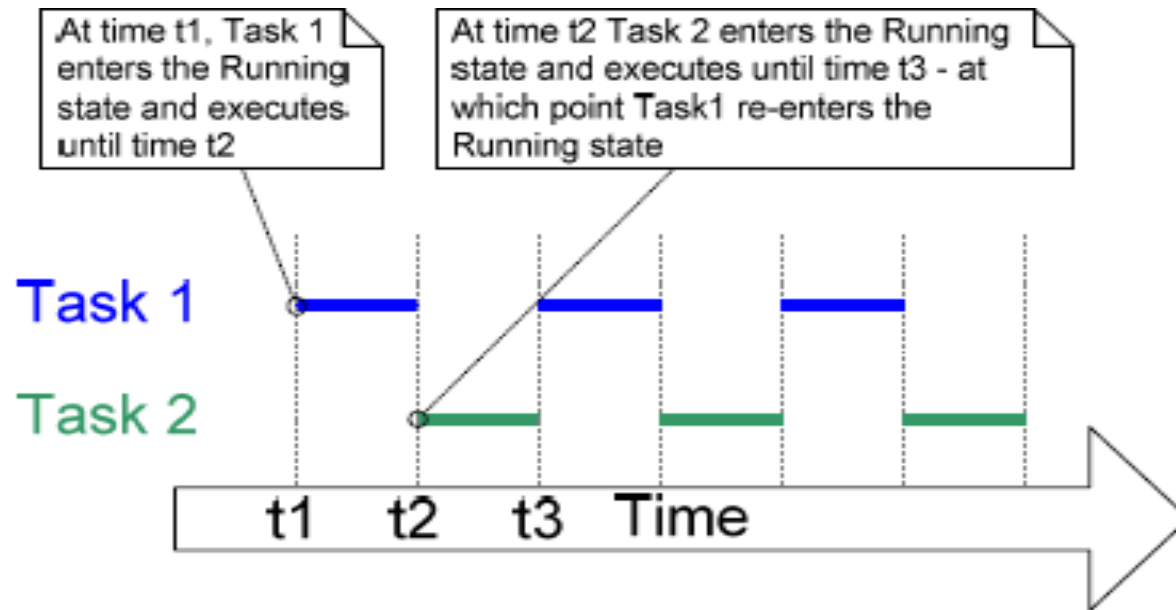 At time t1, Task 1
enters the Running
state and executes
until time t2
At time t2 Task 2 enters the Running
state and executes until time t3 - at
which point Task1 re-enters the
Running state
Task 1
Task 2
t1 t2 t3 Time